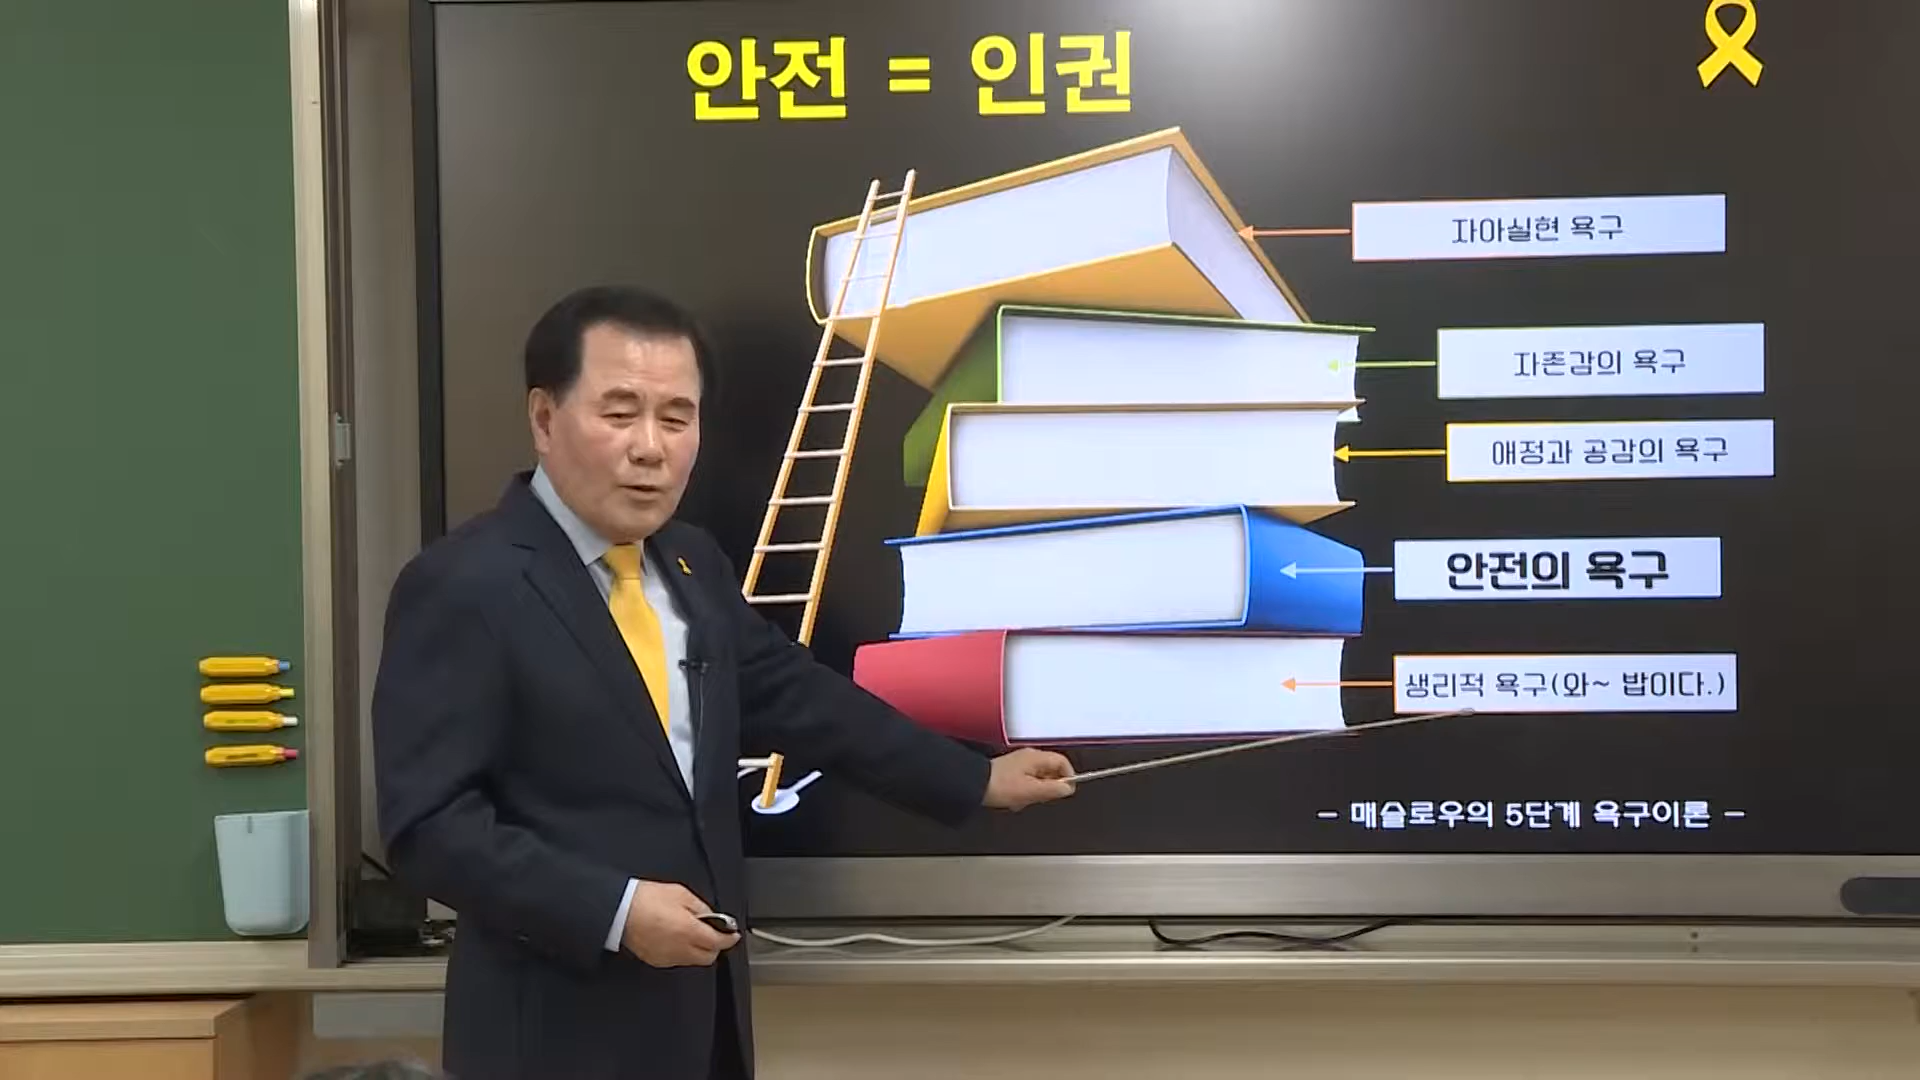 안전 = 인권
자아실현 욕구
자존감의 욕구
애정과 공감의 욕구
안전의 욕구
생리적 욕구(와~ 밥이다.)
- 매슬로우의 5단계 욕구이론 -